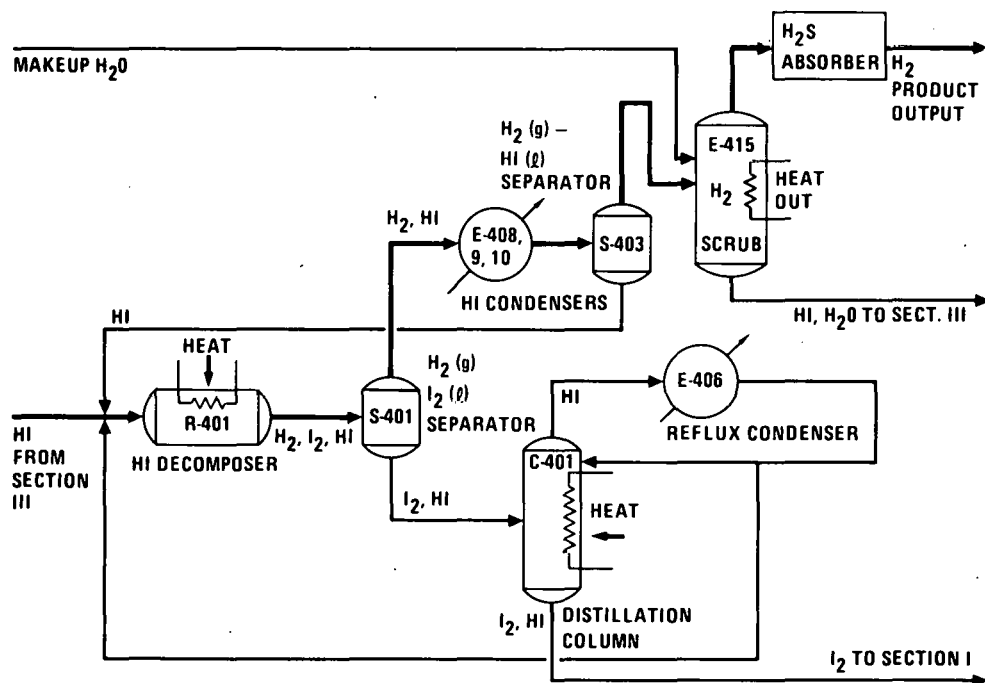 MAKEUP H₂O
H₂S
ABSORBER
H₂
PRODUCT
OUTPUT
H₂ (g) –
HI (ℓ)
SEPARATOR
E-415
H₂
HEAT
OUT
SCRUB
H₂, HI
E-408,
9, 10
S-403
HI CONDENSERS
HI, H₂O TO SECT. III
HI
HEAT
R-401
HI DECOMPOSER
HI
FROM
SECTION
III
H₂, I₂, HI
S-401
H₂ (g)
I₂ (ℓ)
SEPARATOR
HI
E-406
REFLUX CONDENSER
C-401
HEAT
I₂, HI
I₂, HI
DISTILLATION
COLUMN
I₂ TO SECTION I